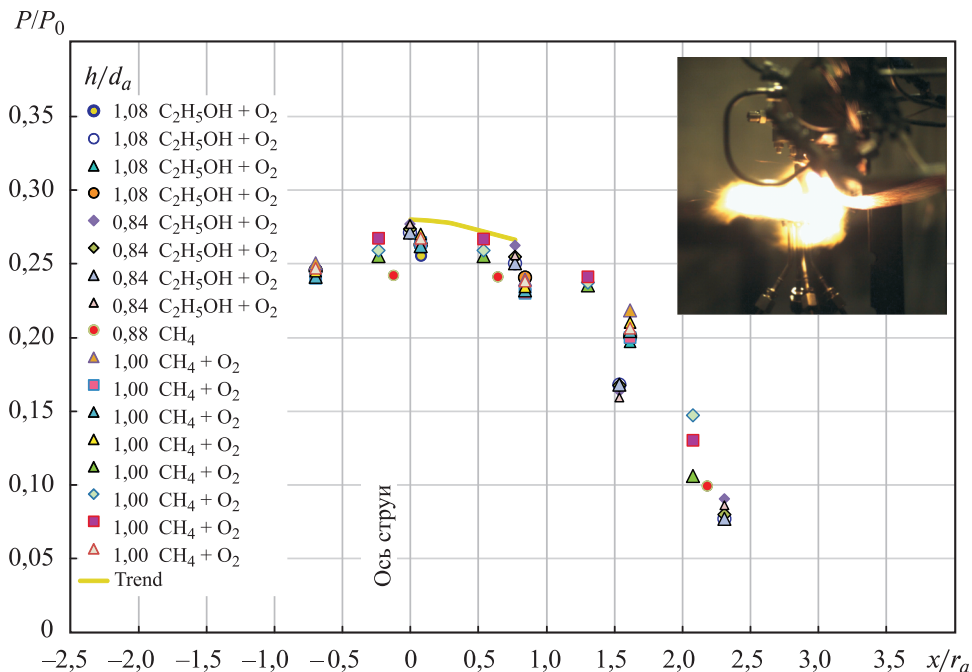 P/P₀
h/dₐ
1,08 C₂H₅OH + O₂
1,08 C₂H₅OH + O₂
1,08 C₂H₅OH + O₂
1,08 C₂H₅OH + O₂
0,84 C₂H₅OH + O₂
0,84 C₂H₅OH + O₂
0,84 C₂H₅OH + O₂
0,84 C₂H₅OH + O₂
0,88 CH₄
1,00 CH₄ + O₂
1,00 CH₄ + O₂
1,00 CH₄ + O₂
1,00 CH₄ + O₂
1,00 CH₄ + O₂
1,00 CH₄ + O₂
1,00 CH₄ + O₂
1,00 CH₄ + O₂
Trend
0,35
0,30
0,25
0,20
0,15
0,10
0,05
0
Ось струи
–2,5 –2,0 –1,5 –1,0 –0,5 0 0,5 1,0 1,5 2,0 2,5 3,0 3,5 x/rₐ